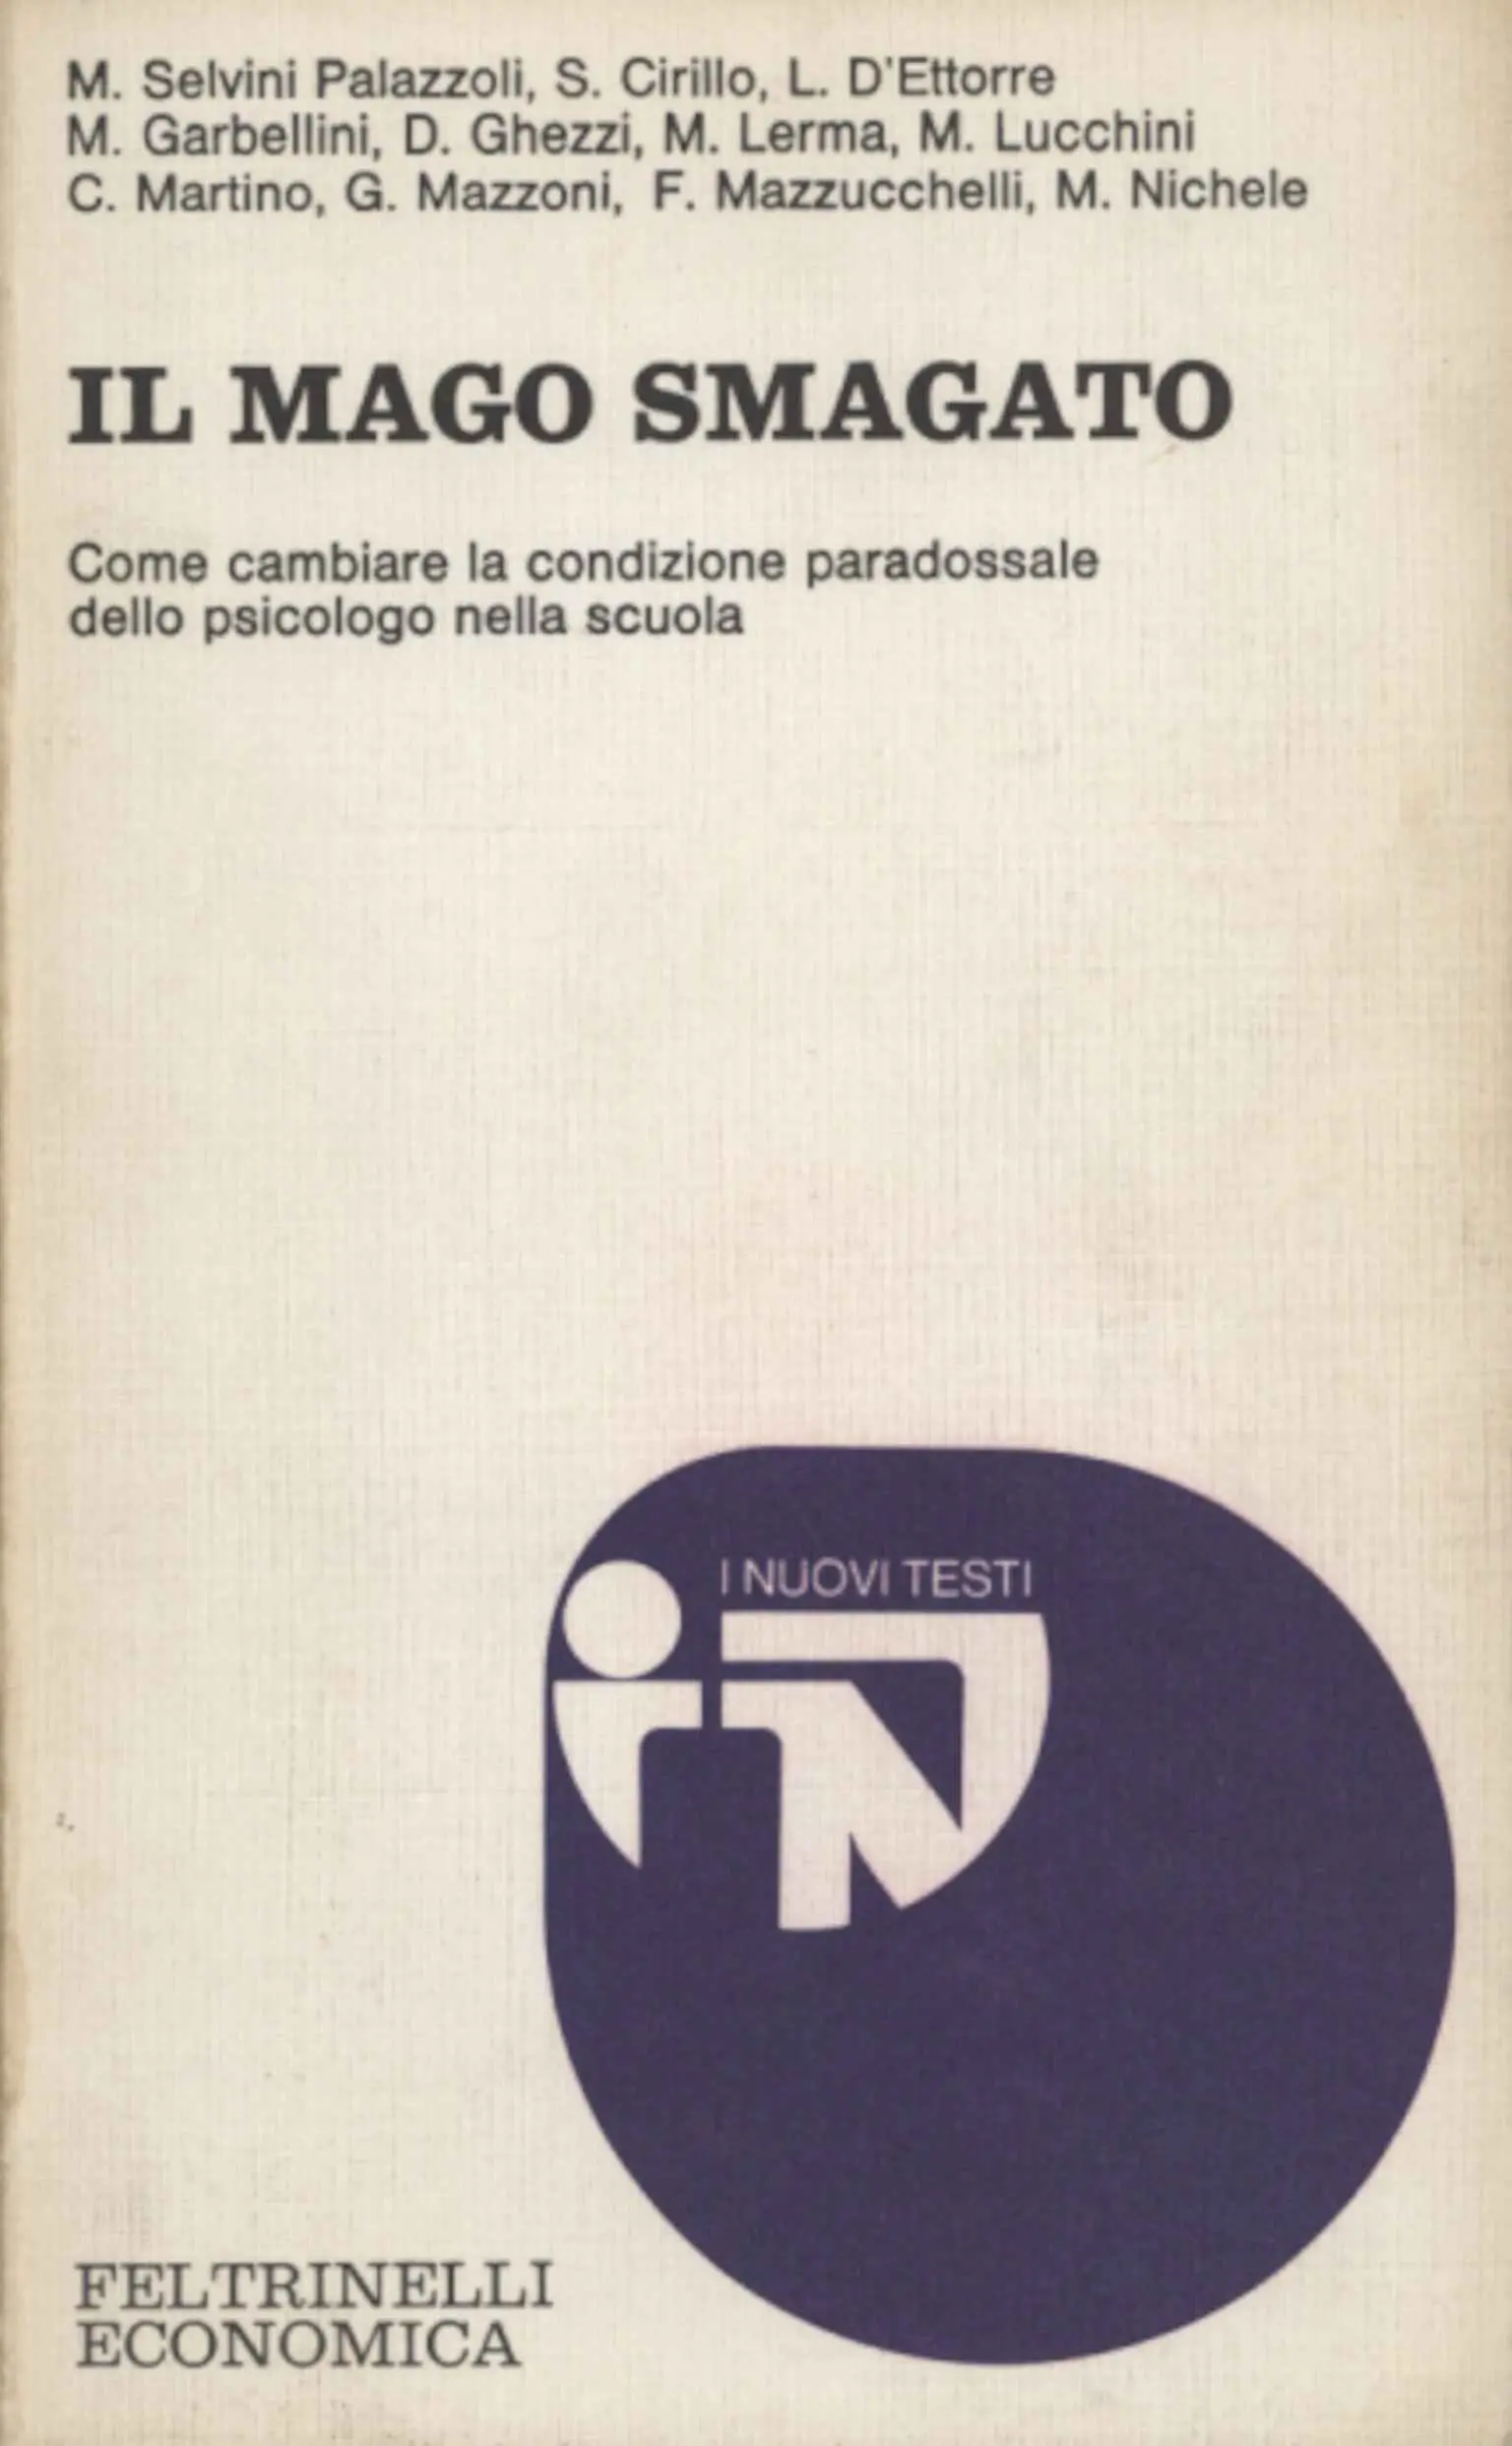 M. Selvini Palazzoli, S. Cirillo, L. D'Ettorre
M. Garbellini, D. Ghezzi, M. Lerma, M. Lucchini
C. Martino, G. Mazzoni, F. Mazzucchelli, M. Nichele
IL MAGO SMAGATO
Come cambiare la condizione paradossale
dello psicologo nella scuola
I NUOVI TESTI
iN
FELTRINELLI
ECONOMICA